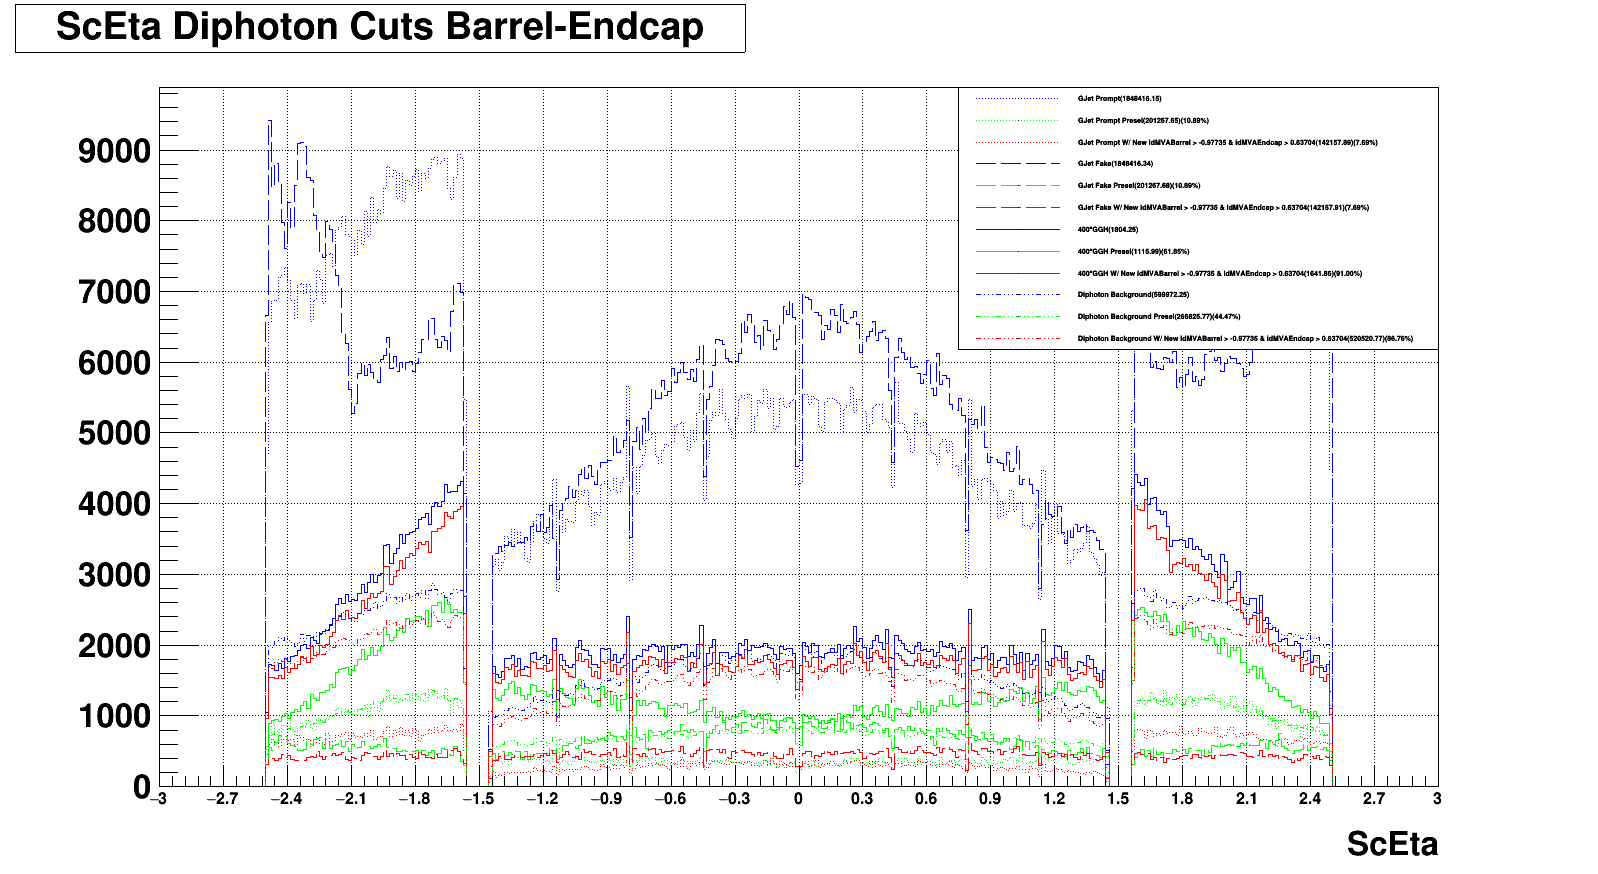 ScEta Diphoton Cuts Barrel-Endcap
GJet Prompt(1848416.15)
GJet Prompt Presel(201267.65)(10.89%)
GJet Prompt W/ New IdMVABarrel > -0.97735 & IdMVAEndcap > 0.63704(142157.89)(7.69%)
GJet Fake(1848416.34)
GJet Fake Presel(201267.68)(10.89%)
GJet Fake W/ New IdMVABarrel > -0.97735 & IdMVAEndcap > 0.63704(142157.91)(7.69%)
400*GGH(1804.25)
400*GGH Presel(1115.99)(61.85%)
400*GGH W/ New IdMVABarrel > -0.97735 & IdMVAEndcap > 0.63704(1641.86)(91.00%)
Diphoton Background(599972.25)
Diphoton Background Presel(266825.77)(44.47%)
Diphoton Background W/ New IdMVABarrel > -0.97735 & IdMVAEndcap > 0.63704(520520.77)(86.76%)
9000
8000
7000
6000
5000
4000
3000
2000
1000
0
−3 −2.7 −2.4 −2.1 −1.8 −1.5 −1.2 −0.9 −0.6 −0.3 0 0.3 0.6 0.9 1.2 1.5 1.8 2.1 2.4 2.7 3
ScEta